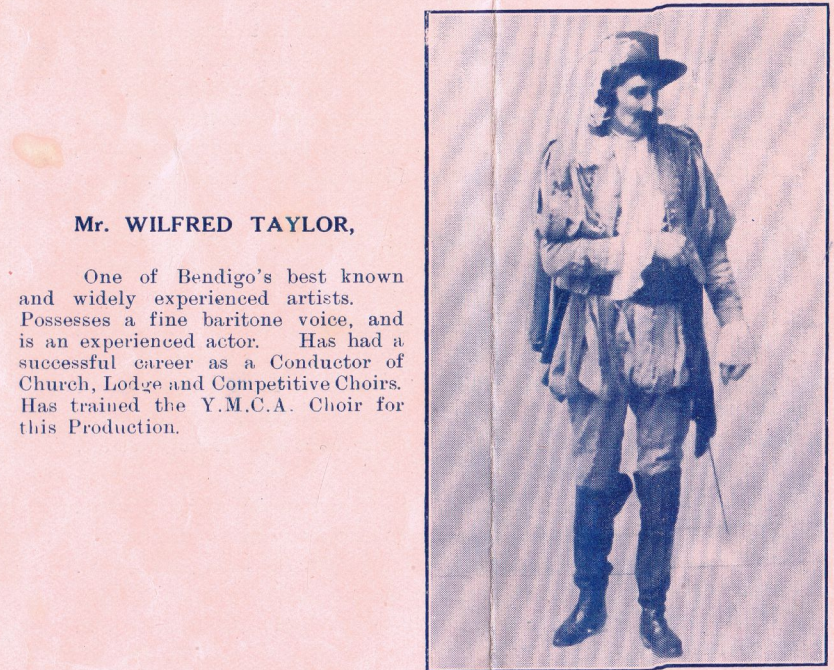 Mr. WILFRED TAYLOR,
One of Bendigo's best known
and widely experienced artists.
Possesses a fine baritone voice, and
is an experienced actor. Has had a
successful career as a Conductor of
Church, Lodge and Competitive Choirs.
Has trained the Y.M.C.A. Choir for
this Production.